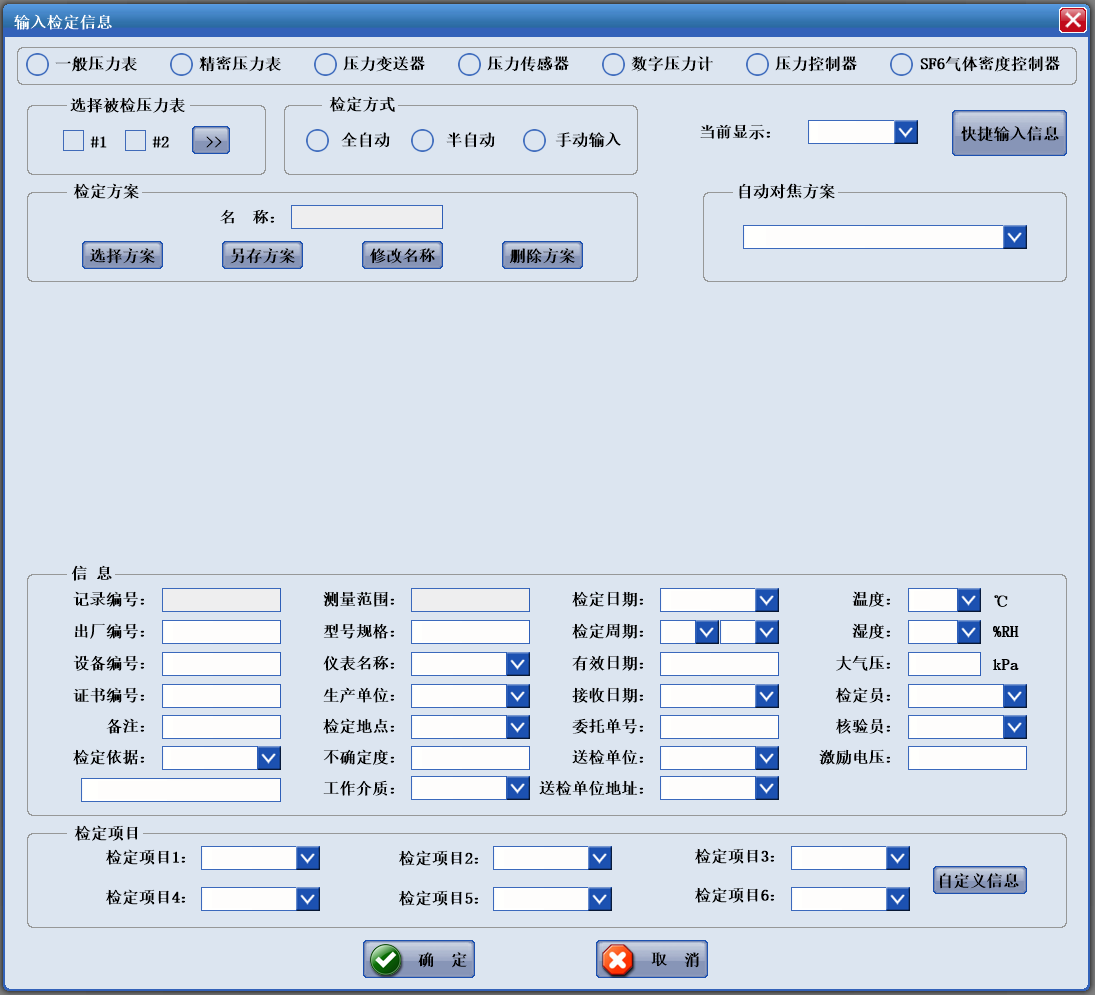 输入检定信息
一般压力表 精密压力表 压力变送器 压力传感器 数字压力计 压力控制器 SF6气体密度控制器
选择被检压力表 检定方式
#1 #2 >> 全自动 半自动 手动输入 当前显示： 快捷输入信息
检定方案 自动对焦方案
名 称：
选择方案 另存方案 修改名称 删除方案
信 息
记录编号： 测量范围： 检定日期： 温度： ℃
出厂编号： 型号规格： 检定周期： 湿度： %RH
设备编号： 仪表名称： 有效日期： 大气压： kPa
证书编号： 生产单位： 接收日期： 检定员：
备注： 检定地点： 委托单号： 核验员：
检定依据： 不确定度： 送检单位： 激励电压：
工作介质： 送检单位地址：
检定项目
检定项目1： 检定项目2： 检定项目3：
自定义信息
检定项目4： 检定项目5： 检定项目6：
确 定 取 消